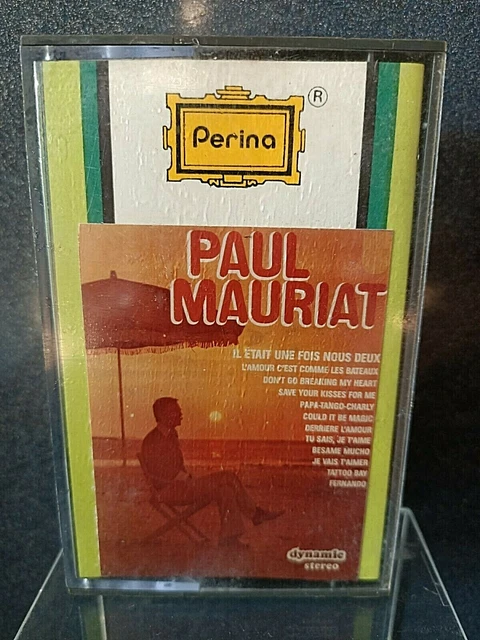 Perina
R
PAUL
MAURIAT
IL ETAIT UNE FOIS NOUS DEUX
L'AMOUR C'EST COMME LES BATEAUX
DON'T GO BREAKING MY HEART
SAVE YOUR KISSES FOR ME
PAPA-TANGO-CHARLY
COULD IT BE MAGIC
DERRIERE L'AMOUR
TU SAIS, JE T'AIME
BESAME MUCHO
JE VAIS T'AIMER
TATTOO BAY
FERNANDO
dynamic
stereo